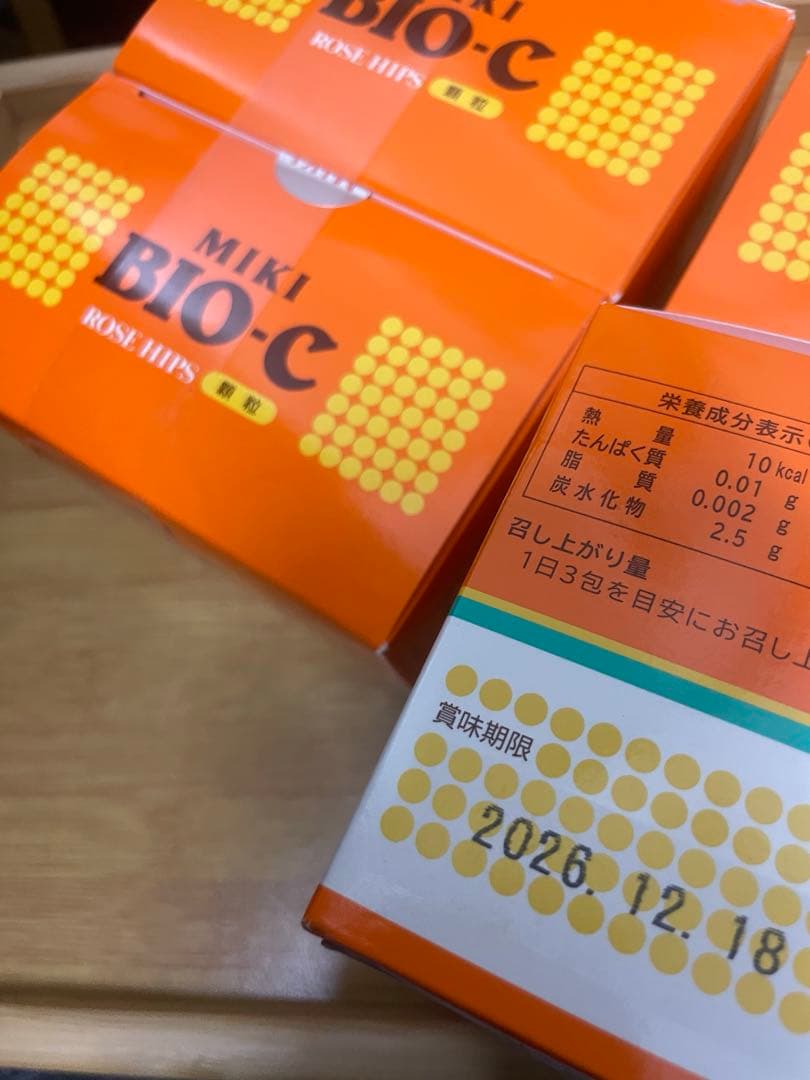 MIKI
BIO-C
ROSE HIPS 顆粒
MIKI
BIO-C
ROSE HIPS 顆粒
栄養成分表示
熱量 10 kcal
たんぱく質 0.01 g
脂質 0.002 g
炭水化物 2.5 g
召し上がり量
1日3包を目安にお召し上
賞味期限
2026.12.18